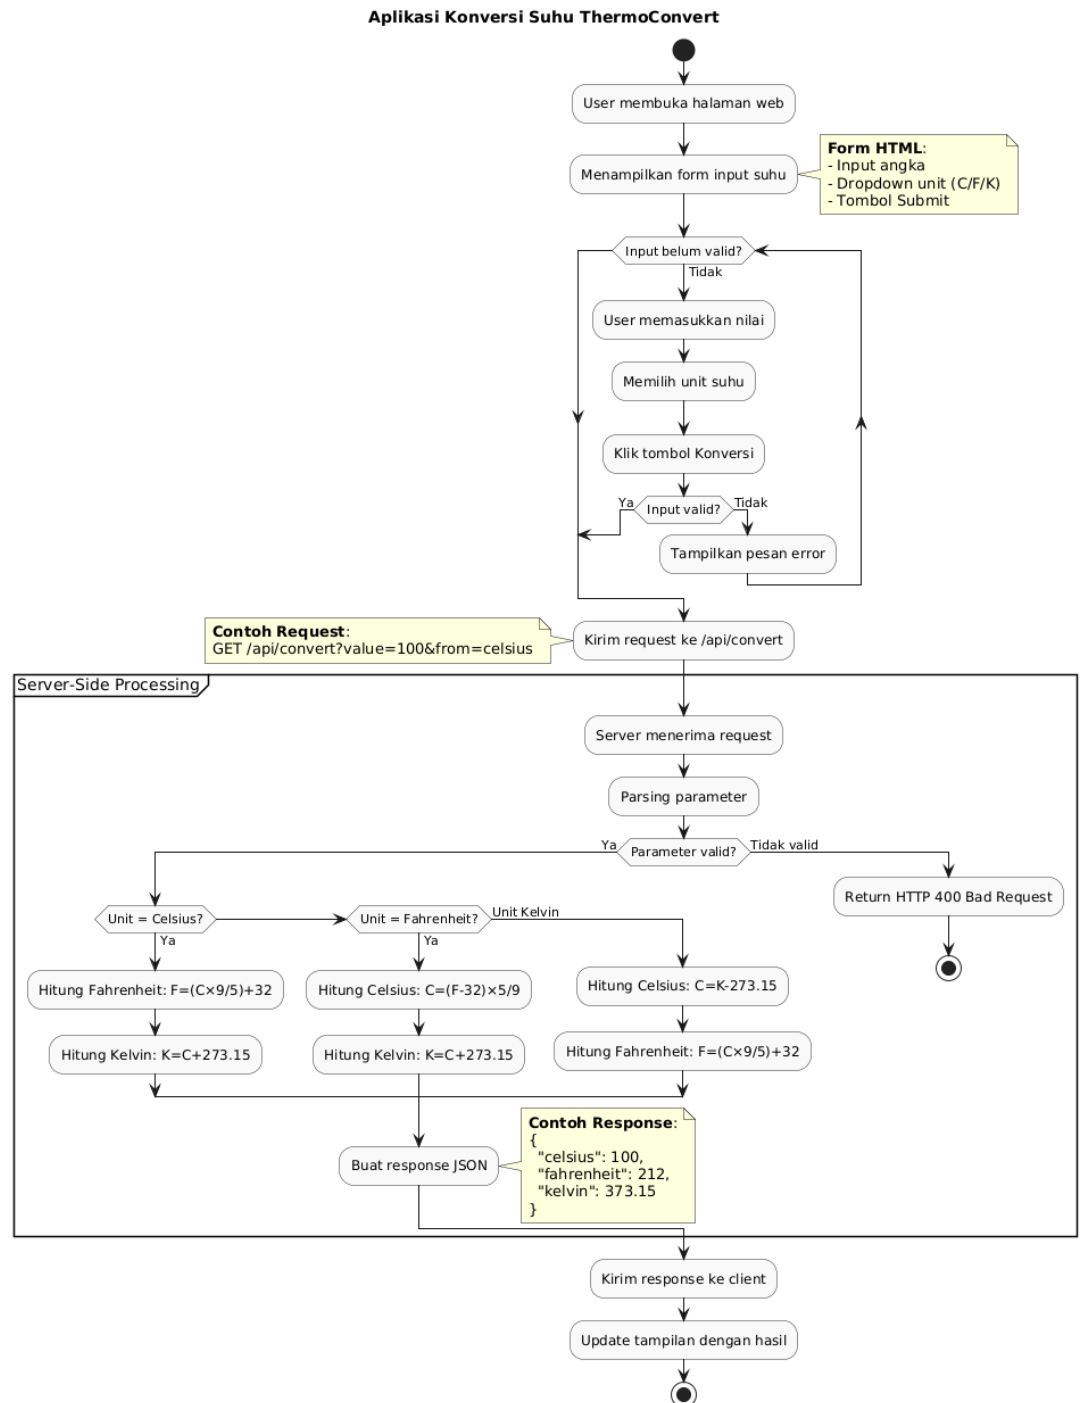 Aplikasi Konversi Suhu ThermoConvert
User membuka halaman web
Menampilkan form input suhu
Form HTML:
- Input angka
- Dropdown unit (C/F/K)
- Tombol Submit
Input belum valid?
Tidak
User memasukkan nilai
Memilih unit suhu
Klik tombol Konversi
Ya
Input valid?
Tidak
Tampilkan pesan error
Contoh Request:
GET /api/convert?value=100&from=celsius
Kirim request ke /api/convert
Server-Side Processing
Server menerima request
Parsing parameter
Ya
Parameter valid?
Tidak valid
Return HTTP 400 Bad Request
Unit = Celsius?
Ya
Unit = Fahrenheit?
Ya
Unit Kelvin
Hitung Fahrenheit: F=(C×9/5)+32
Hitung Kelvin: K=C+273.15
Hitung Celsius: C=(F-32)×5/9
Hitung Kelvin: K=C+273.15
Hitung Celsius: C=K-273.15
Hitung Fahrenheit: F=(C×9/5)+32
Buat response JSON
Contoh Response:
{
"celsius": 100,
"fahrenheit": 212,
"kelvin": 373.15
}
Kirim response ke client
Update tampilan dengan hasil